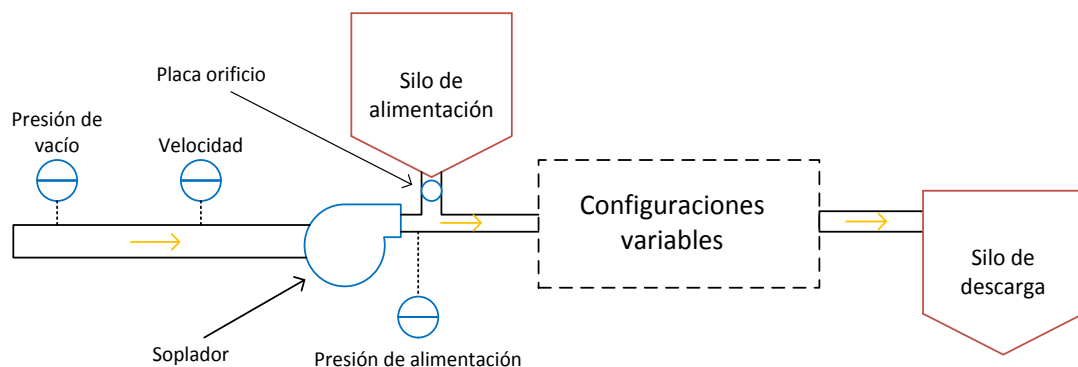 Placa orificio
Silo de
alimentación
Presión de
vacío
Velocidad
Configuraciones
variables
Silo de
descarga
Soplador
Presión de alimentación